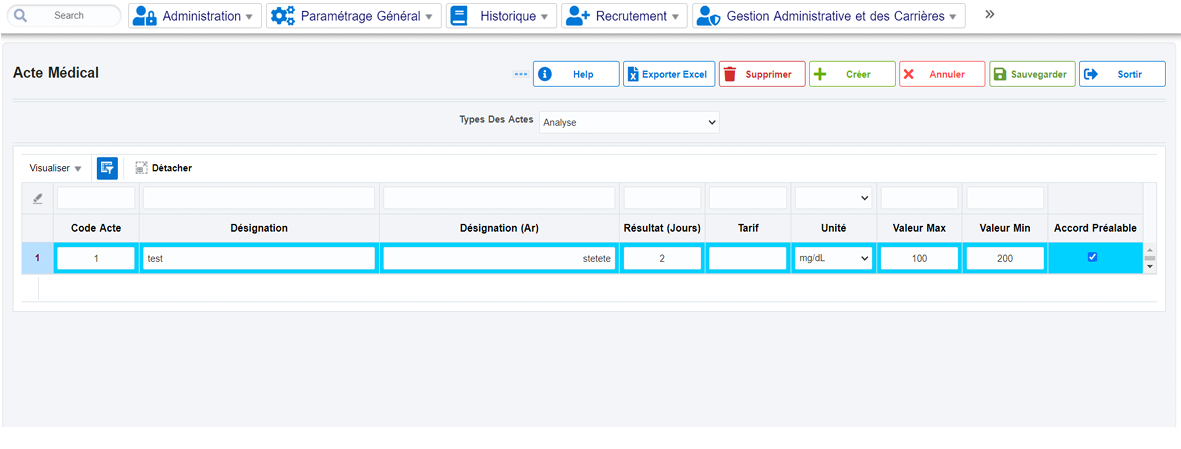 Search Administration Paramétrage Général Historique Recrutement Gestion Administrative et des Carrières »
Acte Médical Help Exporter Excel Supprimer Créer Annuler Sauvegarder Sortir
Types Des Actes Analyse
Visualiser Détacher
Code Acte Désignation Désignation (Ar) Résultat (Jours) Tarif Unité Valeur Max Valeur Min Accord Préalable
1 1 test stetete 2 mg/dL 100 200